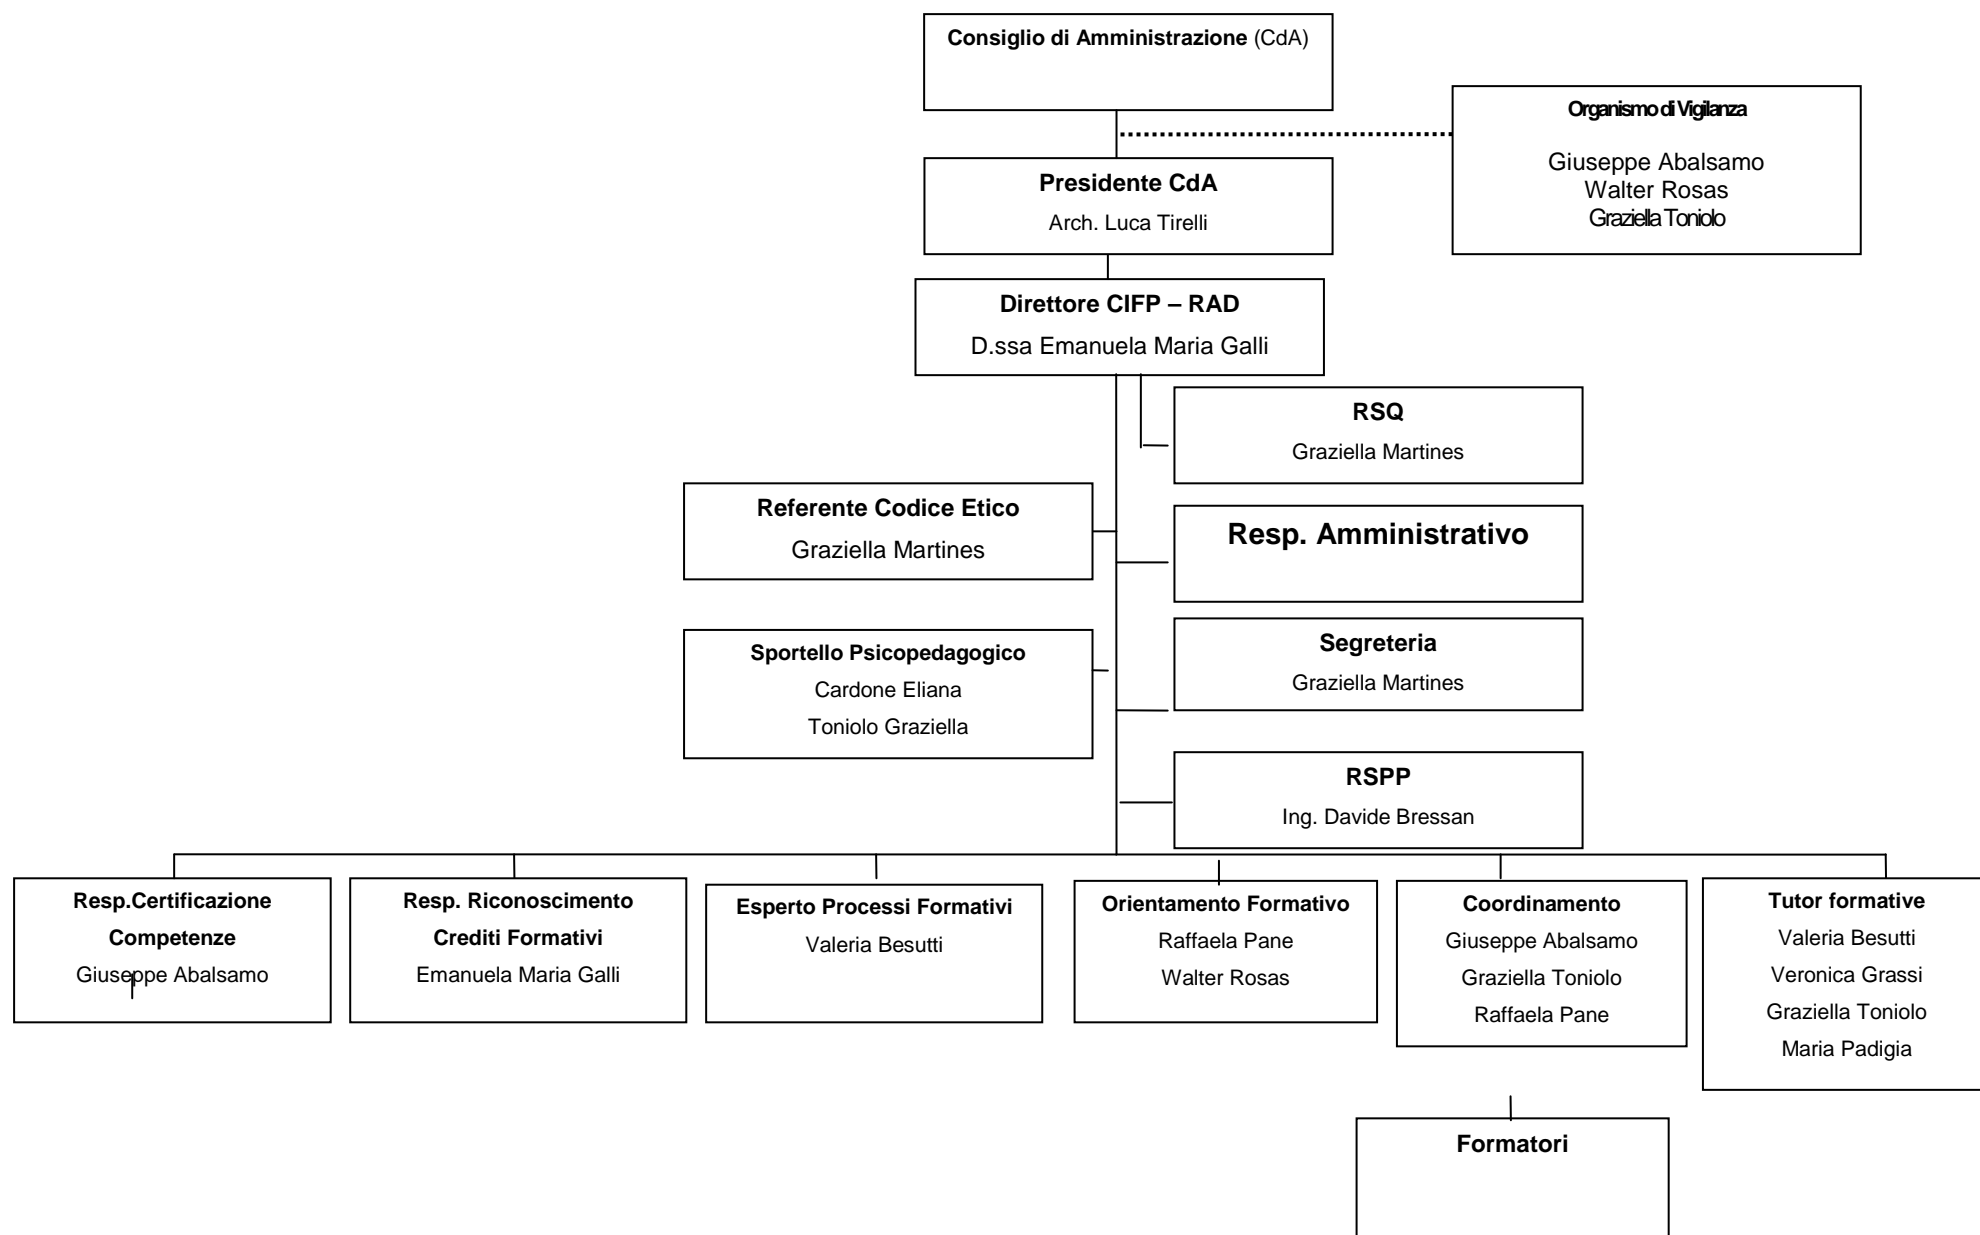 Consiglio di Amministrazione (CdA)
Organismo di Vigilanza
Giuseppe Abalsamo
Walter Rosas
Graziella Toniolo
Presidente CdA
Arch. Luca Tirelli
Direttore CIFP – RAD
D.ssa Emanuela Maria Galli
RSQ
Graziella Martines
Referente Codice Etico
Graziella Martines
Resp. Amministrativo
Sportello Psicopedagogico
Cardone Eliana
Toniolo Graziella
Segreteria
Graziella Martines
RSPP
Ing. Davide Bressan
Resp.Certificazione
Competenze
Giuseppe Abalsamo
Resp. Riconoscimento
Crediti Formativi
Emanuela Maria Galli
Esperto Processi Formativi
Valeria Besutti
Orientamento Formativo
Raffaela Pane
Walter Rosas
Coordinamento
Giuseppe Abalsamo
Graziella Toniolo
Raffaela Pane
Tutor formative
Valeria Besutti
Veronica Grassi
Graziella Toniolo
Maria Padigia
Formatori